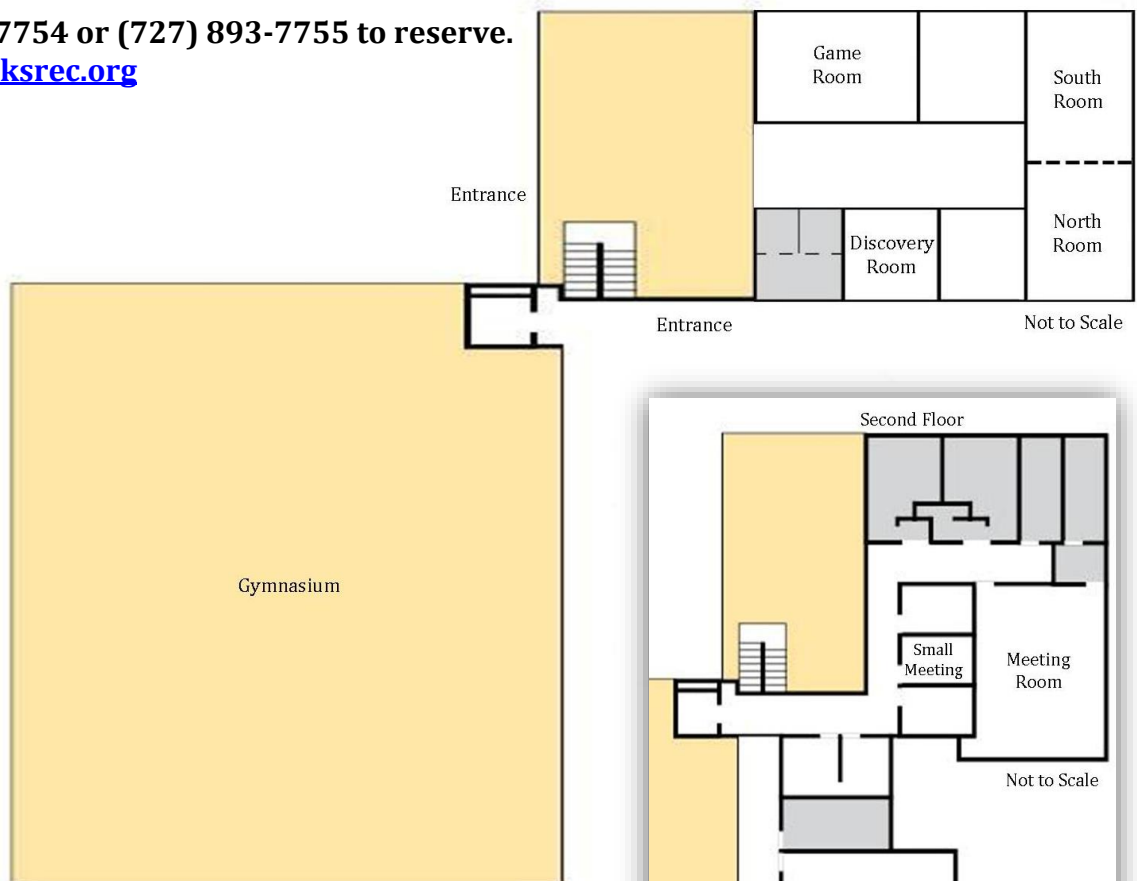 7754 or (727) 893-7755 to reserve.
ksrec.org
Game
Room
South
Room
Entrance
North
Room
Discovery
Room
Entrance
Not to Scale
Second Floor
Gymnasium
Small
Meeting
Meeting
Room
Not to Scale